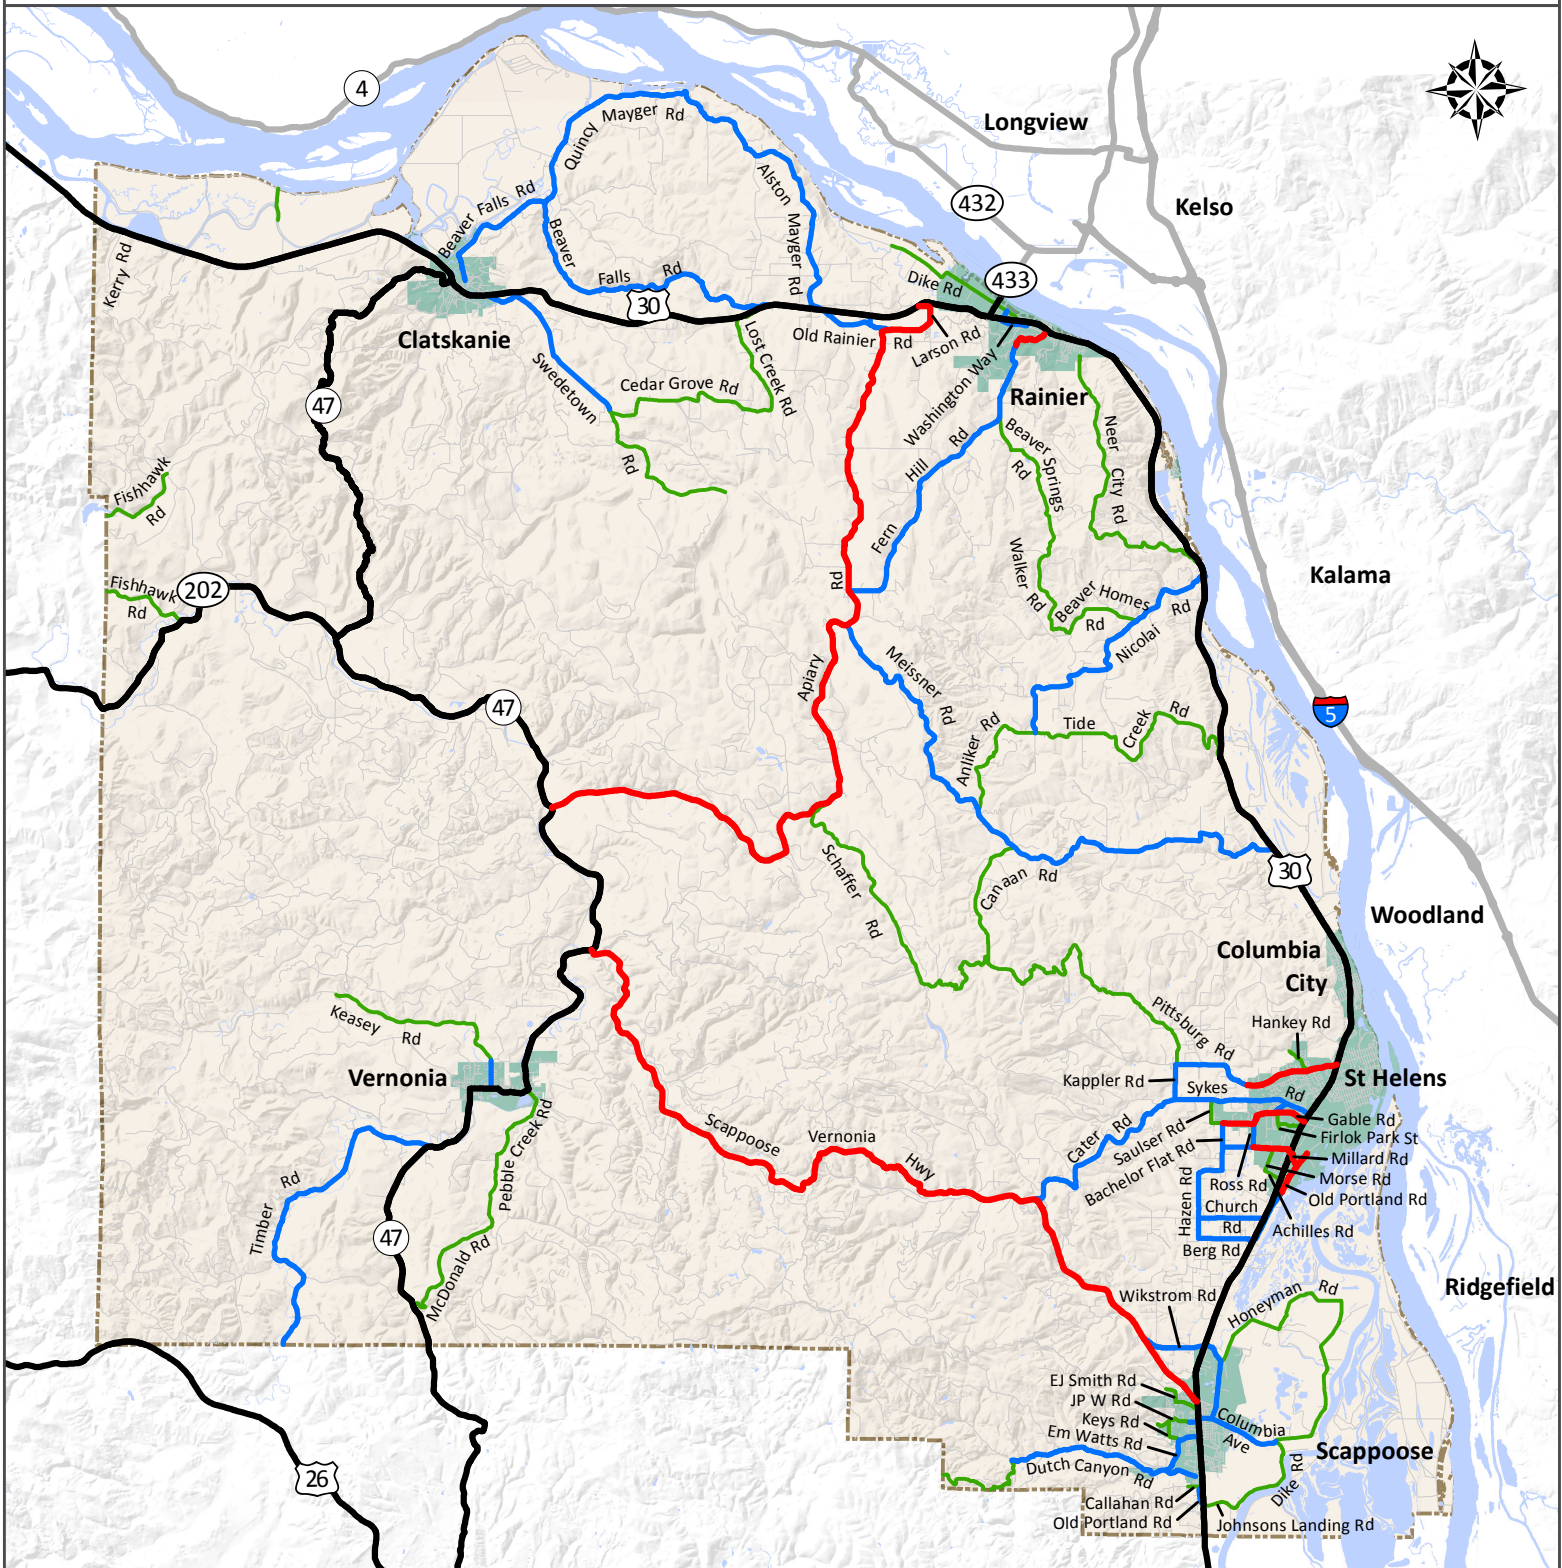 4
Longview
Quincy
Mayger Rd
Alston
Mayger Rd
432
Kelso
Beaver Falls Rd
Beaver
Falls
Rd
Kerry Rd
Dike Rd
433
30
Clatskanie
Old Rainier
Rd
Larson Rd
Lost Creek Rd
Washington Way
Rainier
Swedetown
Rd
Cedar Grove Rd
47
Neer
City Rd
Beaver Springs
Rd
Fern
Hill
Rd
Fishhawk
Rd
Fishhawk
Rd
202
Walker Rd
Beaver Homes
Rd
Nicolai
Rd
Kalama
Rd
Apiary
Meissner
Rd
47
5
Anliker
Rd
Tide
Creek
Rd
Schaffer
Rd
Canaan
Rd
30
Woodland
Columbia
City
Keasey
Rd
Pittsburg
Rd
Hankey Rd
Vernonia
Kappler Rd
Sykes
Rd
St Helens
Scappoose
Vernonia
Hwy
Cater
Rd
Saulser Rd
Bachelor Flat Rd
Gable Rd
Firlok Park St
Millard Rd
Morse Rd
Old Portland Rd
Achilles Rd
Ross Rd
Hazen Rd
Church
Rd
Berg Rd
Pebble Creek Rd
Timber
Rd
47
McDonald Rd
Wikstrom Rd
Honeyman
Rd
Ridgefield
EJ Smith Rd
JP W Rd
Keys Rd
Em Watts Rd
Dutch Canyon
Rd
Columbia
Ave
Scappoose
Dike Rd
Callahan Rd
Old Portland Rd
Johnsons Landing Rd
26